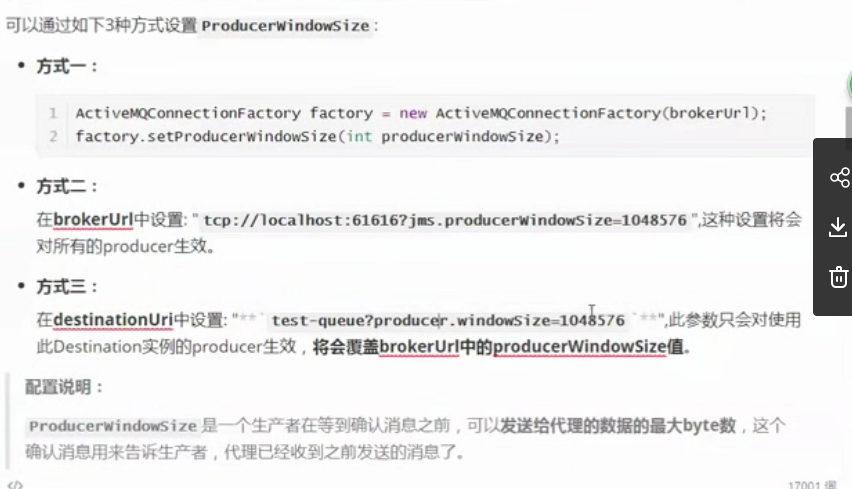 可以通过如下3种方式设置 ProducerWindowSize:
• 方式一：
1 ActiveMQConnectionFactory factory = new ActiveMQConnectionFactory(brokerUrl);
2 factory.setProducerWindowSize(int producerWindowSize);
• 方式二：
在brokerUrl中设置: " tcp://localhost:61616?jms.producerWindowSize=1048576 ",这种设置将会
对所有的producer生效。
• 方式三：
在destinationUri中设置: "**`test-queue?producer.windowSize=1048576`**",此参数只会对使用
此Destination实例的producer生效，将会覆盖brokerUrl中的producerWindowSize值。
配置说明：
ProducerWindowSize 是一个生产者在等到确认消息之前，可以发送给代理的数据的最大byte数，这个
确认消息用来告诉生产者，代理已经收到之前发送的消息了。